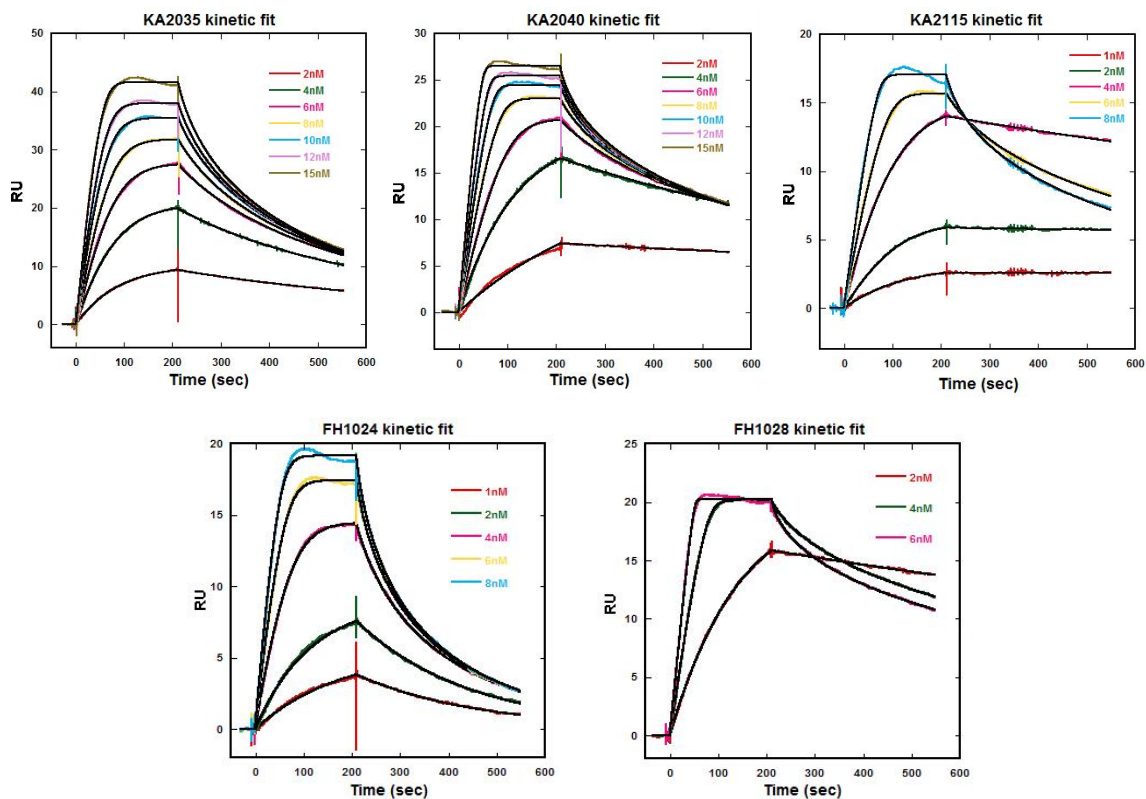 KA2035 kinetic fit
50
40
30
20
10
0
RU
2nM
4nM
6nM
8nM
10nM
12nM
15nM
0 100 200 300 400 500 600
Time (sec)
KA2040 kinetic fit
30
25
20
15
10
5
0
RU
2nM
4nM
6nM
8nM
10nM
12nM
15nM
0 100 200 300 400 500 600
Time (sec)
KA2115 kinetic fit
20
15
10
5
0
RU
1nM
2nM
4nM
6nM
8nM
0 100 200 300 400 500 600
Time (sec)
FH1024 kinetic fit
20
15
10
5
0
RU
1nM
2nM
4nM
6nM
8nM
0 100 200 300 400 500 600
Time (sec)
FH1028 kinetic fit
25
20
15
10
5
0
RU
2nM
4nM
6nM
0 100 200 300 400 500 600
Time (sec)